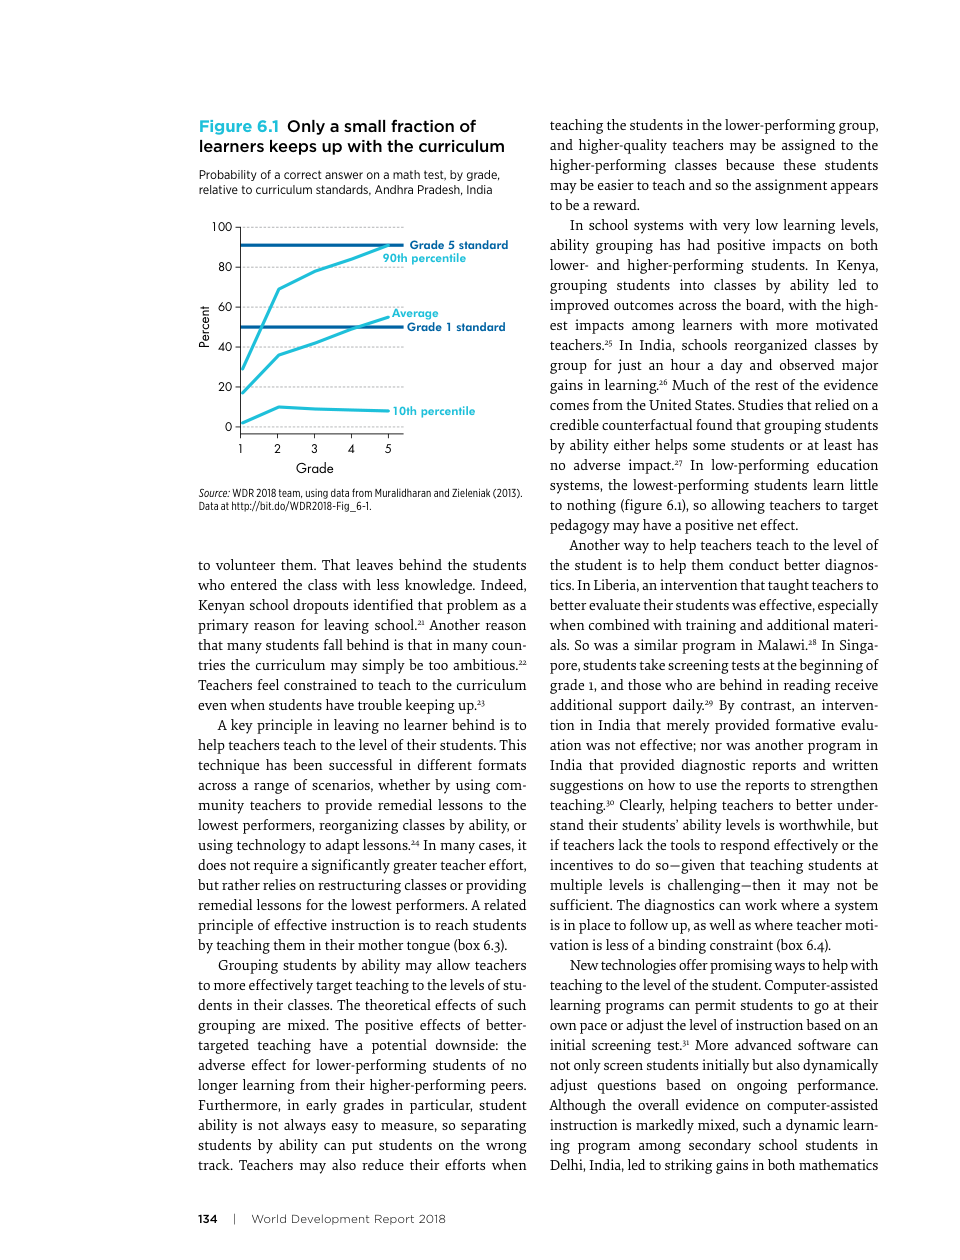 Figure 6.1 Only a small fraction of
learners keeps up with the curriculum
Probability of a correct answer on a math test, by grade,
relative to curriculum standards, Andhra Pradesh, India
100
80
60
40
20
0
Percent
Grade 5 standard
90th percentile
Average
Grade 1 standard
10th percentile
1 2 3 4 5
Grade
Source: WDR 2018 team, using data from Muralidharan and Zieleniak (2013).
Data at http://bit.do/WDR2018-Fig_6-1.
to volunteer them. That leaves behind the students
who entered the class with less knowledge. Indeed,
Kenyan school dropouts identified that problem as a
primary reason for leaving school.²¹ Another reason
that many students fall behind is that in many coun-
tries the curriculum may simply be too ambitious.²²
Teachers feel constrained to teach to the curriculum
even when students have trouble keeping up.²³
A key principle in leaving no learner behind is to
help teachers teach to the level of their students. This
technique has been successful in different formats
across a range of scenarios, whether by using com-
munity teachers to provide remedial lessons to the
lowest performers, reorganizing classes by ability, or
using technology to adapt lessons.²⁴ In many cases, it
does not require a significantly greater teacher effort,
but rather relies on restructuring classes or providing
remedial lessons for the lowest performers. A related
principle of effective instruction is to reach students
by teaching them in their mother tongue (box 6.3).
Grouping students by ability may allow teachers
to more effectively target teaching to the levels of stu-
dents in their classes. The theoretical effects of such
grouping are mixed. The positive effects of better-
targeted teaching have a potential downside: the
adverse effect for lower-performing students of no
longer learning from their higher-performing peers.
Furthermore, in early grades in particular, student
ability is not always easy to measure, so separating
students by ability can put students on the wrong
track. Teachers may also reduce their efforts when
teaching the students in the lower-performing group,
and higher-quality teachers may be assigned to the
higher-performing classes because these students
may be easier to teach and so the assignment appears
to be a reward.
In school systems with very low learning levels,
ability grouping has had positive impacts on both
lower- and higher-performing students. In Kenya,
grouping students into classes by ability led to
improved outcomes across the board, with the high-
est impacts among learners with more motivated
teachers.²⁵ In India, schools reorganized classes by
group for just an hour a day and observed major
gains in learning.²⁶ Much of the rest of the evidence
comes from the United States. Studies that relied on a
credible counterfactual found that grouping students
by ability either helps some students or at least has
no adverse impact.²⁷ In low-performing education
systems, the lowest-performing students learn little
to nothing (figure 6.1), so allowing teachers to target
pedagogy may have a positive net effect.
Another way to help teachers teach to the level of
the student is to help them conduct better diagnos-
tics. In Liberia, an intervention that taught teachers to
better evaluate their students was effective, especially
when combined with training and additional materi-
als. So was a similar program in Malawi.²⁸ In Singa-
pore, students take screening tests at the beginning of
grade 1, and those who are behind in reading receive
additional support daily.²⁹ By contrast, an interven-
tion in India that merely provided formative evalu-
ation was not effective; nor was another program in
India that provided diagnostic reports and written
suggestions on how to use the reports to strengthen
teaching.³⁰ Clearly, helping teachers to better under-
stand their students’ ability levels is worthwhile, but
if teachers lack the tools to respond effectively or the
incentives to do so—given that teaching students at
multiple levels is challenging—then it may not be
sufficient. The diagnostics can work where a system
is in place to follow up, as well as where teacher moti-
vation is less of a binding constraint (box 6.4).
New technologies offer promising ways to help with
teaching to the level of the student. Computer-assisted
learning programs can permit students to go at their
own pace or adjust the level of instruction based on an
initial screening test.³¹ More advanced software can
not only screen students initially but also dynamically
adjust questions based on ongoing performance.
Although the overall evidence on computer-assisted
instruction is markedly mixed, such a dynamic learn-
ing program among secondary school students in
Delhi, India, led to striking gains in both mathematics
134 | World Development Report 2018